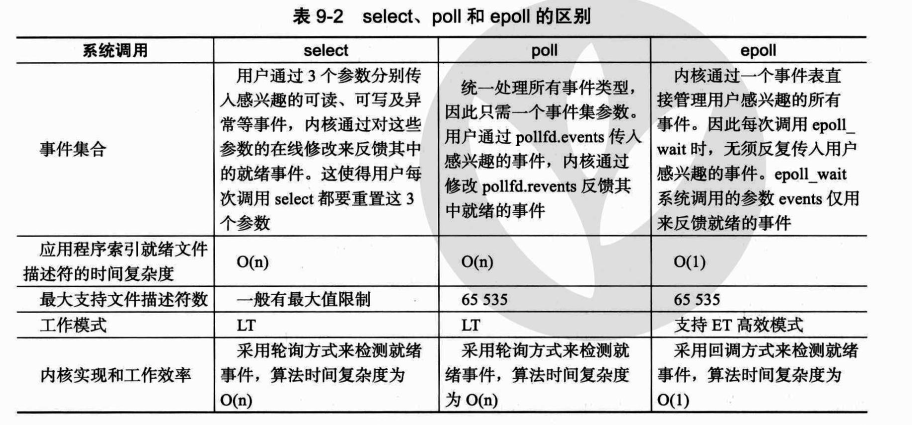 表 9-2 select、poll 和 epoll 的区别
系统调用 select poll epoll
事件集合
用户通过 3 个参数分别传
入感兴趣的可读、可写及异
常等事件，内核通过对这些
参数的在线修改来反馈其中
的就绪事件。这使得用户每
次调用 select 都要重置这 3
个参数
统一处理所有事件类型，
因此只需一个事件集参数。
用户通过 pollfd.events 传入
感兴趣的事件，内核通过
修改 pollfd.revents 反馈其
中就绪的事件
内核通过一个事件表直
接管理用户感兴趣的所有
事件。因此每次调用 epoll_
wait 时，无须反复传入用户
感兴趣的事件。epoll_wait
系统调用的参数 events 仅用
来反馈就绪的事件
应用程序索引就绪文件
描述符的时间复杂度
O(n) O(n) O(1)
最大支持文件描述符数 一般有最大值限制 65 535 65 535
工作模式 LT LT 支持 ET 高效模式
内核实现和工作效率
采用轮询方式来检测就绪
事件，算法时间复杂度为
O(n)
采用轮询方式来检测就
绪事件，算法时间复杂度
为 O(n)
采用回调方式来检测就绪
事件，算法时间复杂度为
O(1)